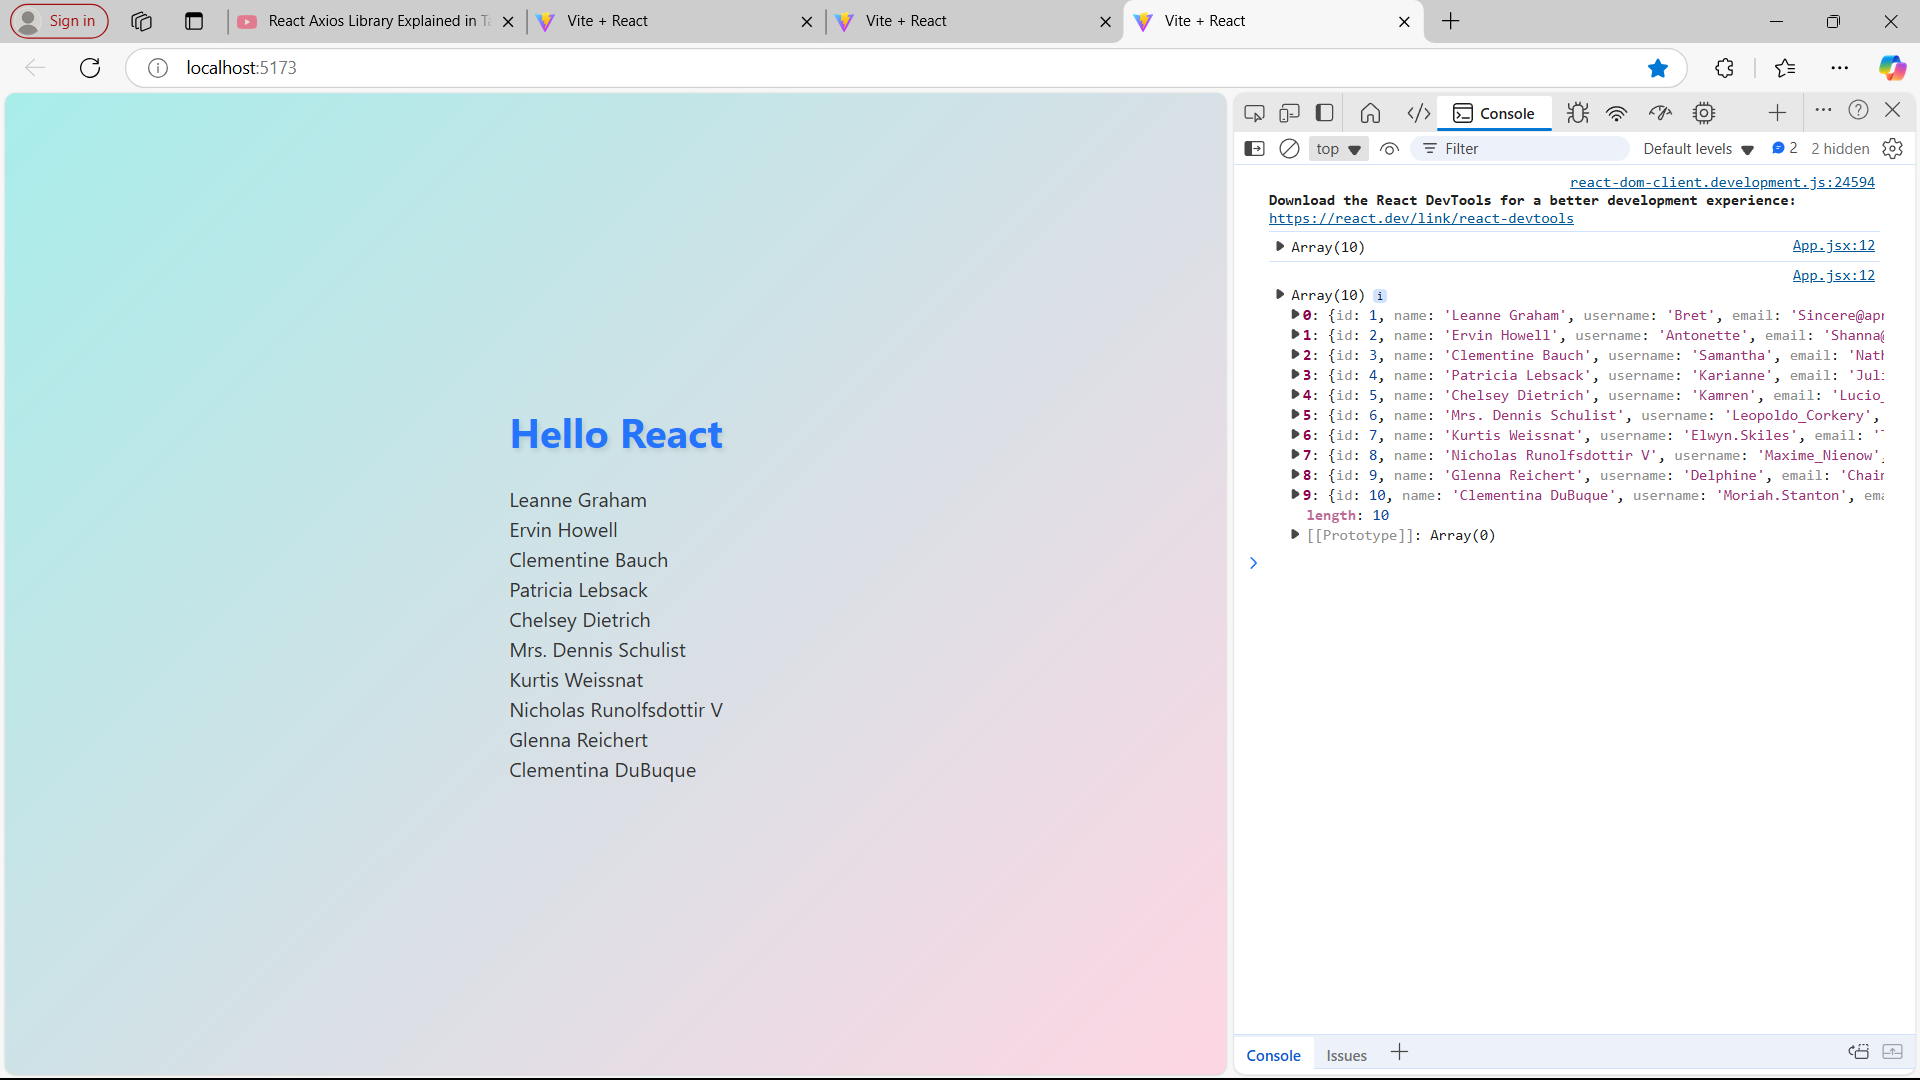 Sign in
React Axios Library Explained in Ta
Vite + React
Vite + React
Vite + React
localhost:5173
Console
top
Filter
Default levels
2
2 hidden
react-dom-client.development.js:24594
Download the React DevTools for a better development experience:
https://react.dev/link/react-devtools
Array(10)
App.jsx:12
App.jsx:12
Array(10) i
0: {id: 1, name: 'Leanne Graham', username: 'Bret', email: 'Sincere@apr
1: {id: 2, name: 'Ervin Howell', username: 'Antonette', email: 'Shanna@
2: {id: 3, name: 'Clementine Bauch', username: 'Samantha', email: 'Nath
3: {id: 4, name: 'Patricia Lebsack', username: 'Karianne', email: 'Juli
4: {id: 5, name: 'Chelsey Dietrich', username: 'Kamren', email: 'Lucio_
5: {id: 6, name: 'Mrs. Dennis Schulist', username: 'Leopoldo_Corkery',
6: {id: 7, name: 'Kurtis Weissnat', username: 'Elwyn.Skiles', email: '
7: {id: 8, name: 'Nicholas Runolfsdottir V', username: 'Maxime_Nienow',
8: {id: 9, name: 'Glenna Reichert', username: 'Delphine', email: 'Chaim
9: {id: 10, name: 'Clementina DuBuque', username: 'Moriah.Stanton', ema
length: 10
[[Prototype]]: Array(0)
Hello React
Leanne Graham
Ervin Howell
Clementine Bauch
Patricia Lebsack
Chelsey Dietrich
Mrs. Dennis Schulist
Kurtis Weissnat
Nicholas Runolfsdottir V
Glenna Reichert
Clementina DuBuque
Console
Issues